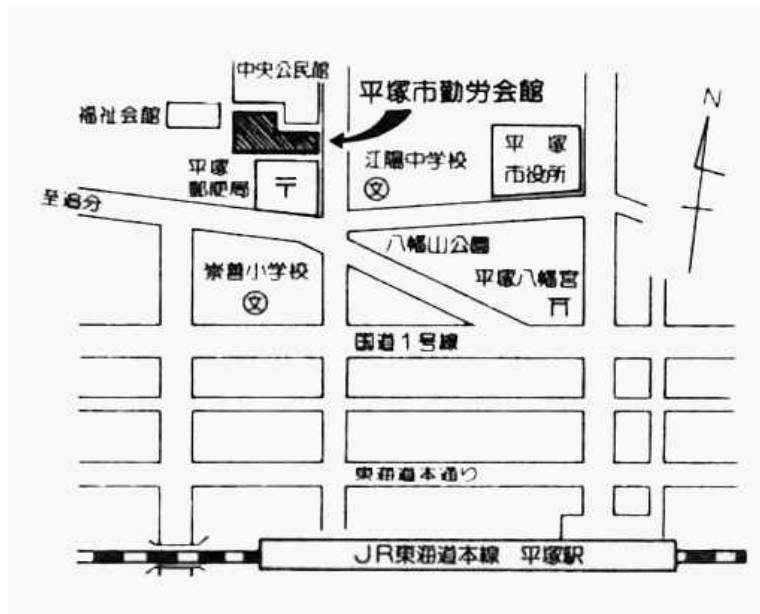 中央公民館
平塚市勤労会館
福祉会館
江陽中学校
文
平塚
市役所
N
平塚
郵便局
〒
至追分
八幡山公園
崇善小学校
文
平塚八幡宮
国道1号線
東海道本通り
JR東海道本線 平塚駅